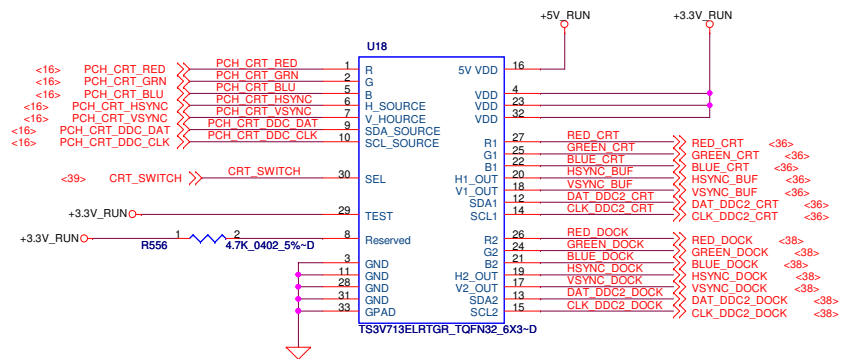 +5V_RUN +3.3V_RUN
U18
<16> PCH_CRT_RED PCH_CRT_RED 1 R 5V VDD 16
<16> PCH_CRT_GRN PCH_CRT_GRN 2 G
<16> PCH_CRT_BLU PCH_CRT_BLU 5 B VDD 4
<16> PCH_CRT_HSYNC PCH_CRT_HSYNC 6 H_SOURCE VDD 23
<16> PCH_CRT_VSYNC PCH_CRT_VSYNC 7 V_HOURCE VDD 32
<16> PCH_CRT_DDC_DAT PCH_CRT_DDC_DAT 9 SDA_SOURCE
<16> PCH_CRT_DDC_CLK PCH_CRT_DDC_CLK 10 SCL_SOURCE
R1 27 RED_CRT RED_CRT <36>
G1 25 GREEN_CRT GREEN_CRT <36>
B1 22 BLUE_CRT BLUE_CRT <36>
<39> CRT_SWITCH CRT_SWITCH 30 SEL H1_OUT 20 HSYNC_BUF HSYNC_BUF <36>
V1_OUT 18 VSYNC_BUF VSYNC_BUF <36>
SDA1 12 DAT_DDC2_CRT DAT_DDC2_CRT <36>
+3.3V_RUN 29 TEST SCL1 14 CLK_DDC2_CRT CLK_DDC2_CRT <36>
+3.3V_RUN R556 1 2 4.7K_0402_5%~D 8 Reserved R2 26 RED_DOCK RED_DOCK <38>
G2 24 GREEN_DOCK GREEN_DOCK <38>
3 GND B2 21 BLUE_DOCK BLUE_DOCK <38>
11 GND H2_OUT 19 HSYNC_DOCK HSYNC_DOCK <38>
28 GND V2_OUT 17 VSYNC_DOCK VSYNC_DOCK <38>
31 GND SDA2 13 DAT_DDC2_DOCK DAT_DDC2_DOCK <38>
33 GPAD SCL2 15 CLK_DDC2_DOCK CLK_DDC2_DOCK <38>
TS3V713ELRTGR_TQFN32_6X3~D